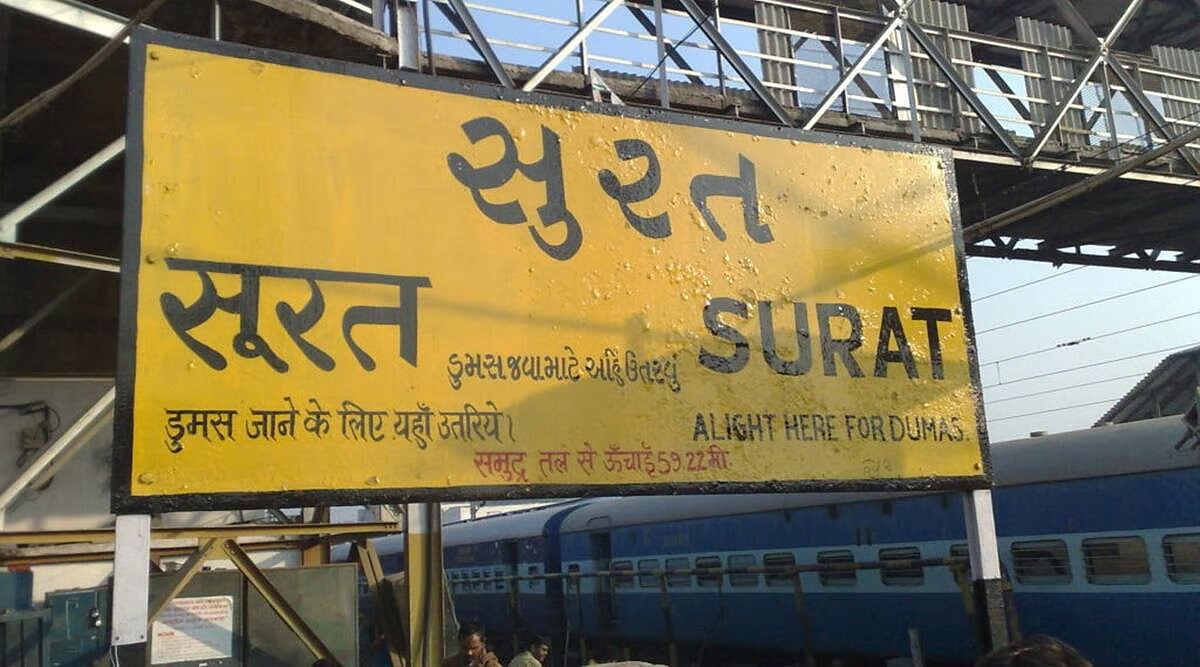 સુરત
सूरत
SURAT
ડુમસ જવા માટે અહિં ઉતરવું
डुमस जाने के लिए यहाँ उतरिये।
ALIGHT HERE FOR DUMAS.
समुद्र तल से ऊँचाई 59.22 मी.